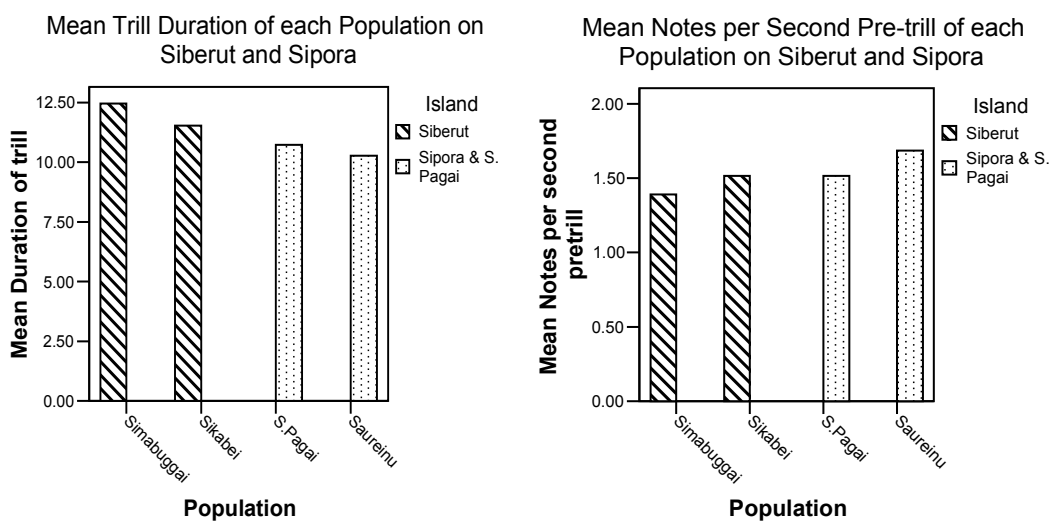 Mean Trill Duration of each Population on
Siberut and Sipora
Mean Duration of trill
12.50
10.00
7.50
5.00
2.50
0.00
Simabuggai
Sikabei
S.Pagai
Saureinu
Population
Island
Siberut
Sipora & S.
Pagai
Mean Notes per Second Pre-trill of each
Population on Siberut and Sipora
Mean Notes per second
pretrill
2.00
1.50
1.00
0.50
0.00
Simabuggai
Sikabei
S.Pagai
Saureinu
Population
Island
Siberut
Sipora & S.
Pagai